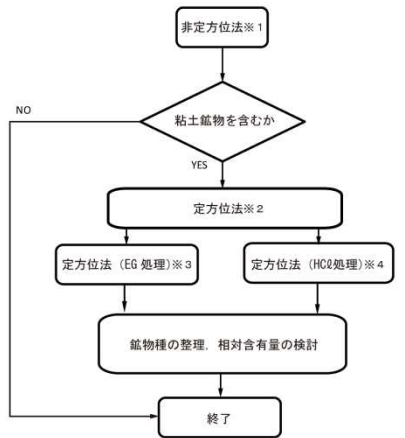 非定方位法※1
NO
粘土鉱物を含むか
YES
定方位法※2
定方位法（EG 処理）※3
定方位法（HCℓ処理）※4
鉱物種の整理，相対含有量の検討
終了